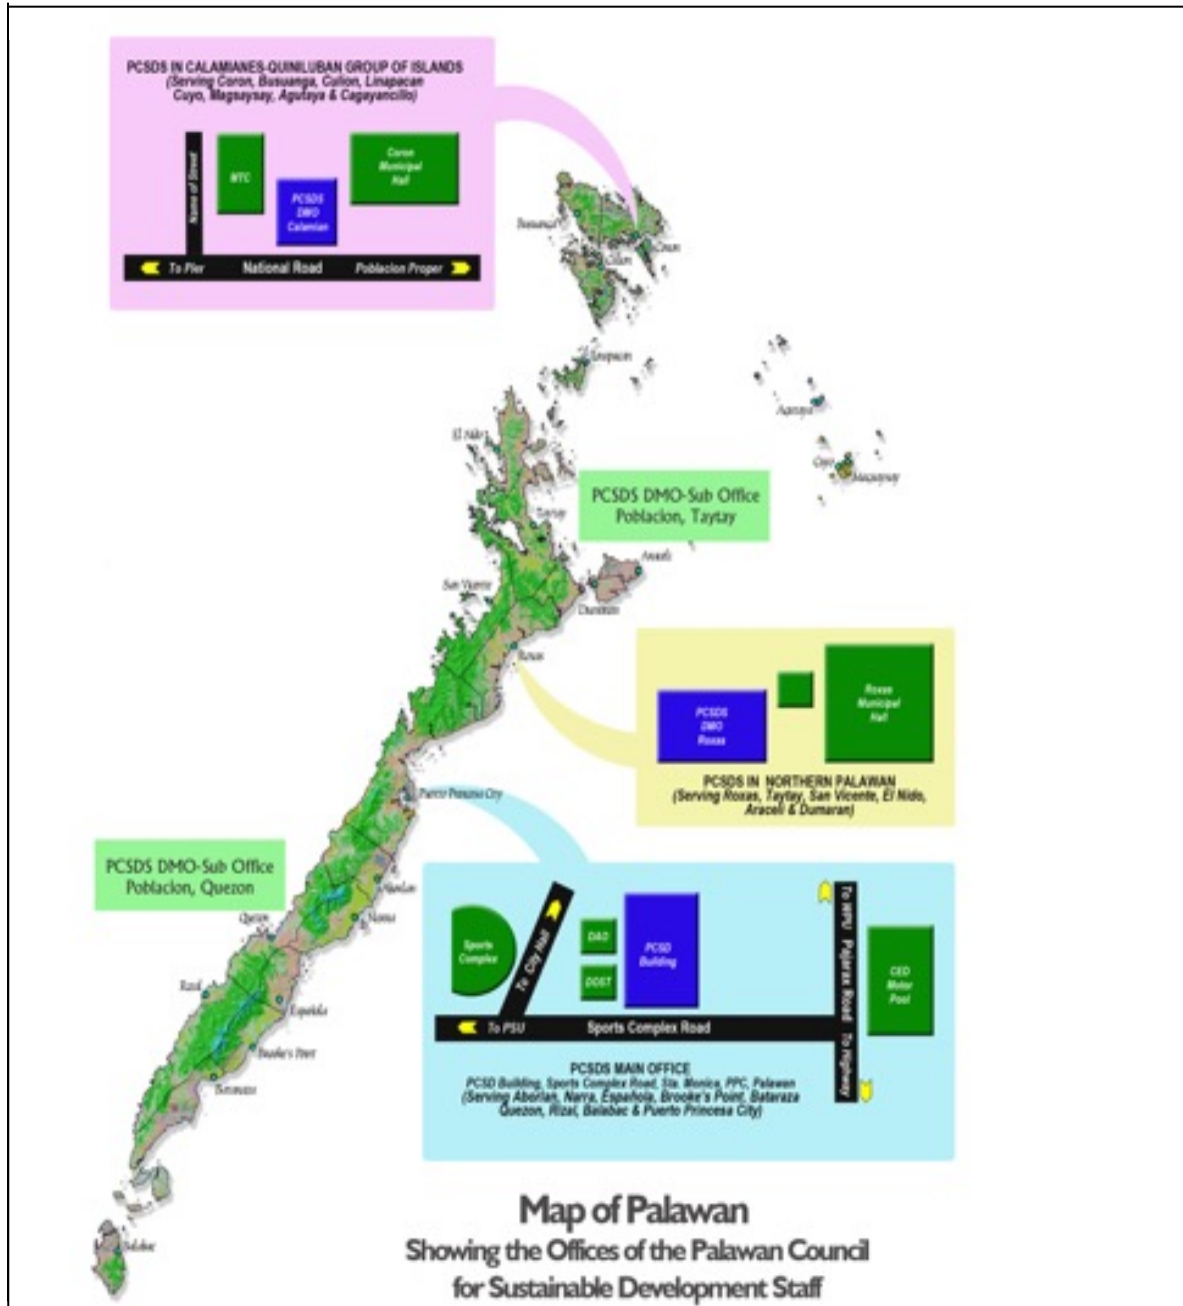 PCSDS IN CALAMIANES-QUINILUBAN GROUP OF ISLANDS
(Serving Coron, Busuanga, Culion, Linapacan
Cuyo, Magsaysay, Agutaya & Cagayancillo)
Name of Street
MTC
PCSDS
DMO
Calamian
Coron
Municipal
Hall
To Pier
National Road
Poblacion Proper
Busuanga
Coron
Culion
Linapacan
Agutaya
Cuyo
Magsaysay
El Nido
PCSDS DMO-Sub Office
Poblacion, Taytay
Taytay
Araceli
San Vicente
Dumaran
Roxas
PCSDS
DMO
Roxas
Roxas
Municipal
Hall
PCSDS IN NORTHERN PALAWAN
(Serving Roxas, Taytay, San Vicente, El Nido,
Araceli & Dumaran)
Puerto Princesa City
PCSDS DMO-Sub Office
Poblacion, Quezon
Aborlan
Narra
Quezon
Rizal
Española
Brooke's Point
Bataraza
Balabac
Sports
Complex
To City Hall
DAO
DOST
PCSD
Building
To PSU
Sports Complex Road
To NPU Pajarax Road To Highway
CEO
Motor
Pool
PCSDS MAIN OFFICE
PCSD Building, Sports Complex Road, Sta. Monica, PPC, Palawan
(Serving Aborlan, Narra, Española, Brooke's Point, Bataraza
Quezon, Rizal, Balabac & Puerto Princesa City)
Map of Palawan
Showing the Offices of the Palawan Council
for Sustainable Development Staff